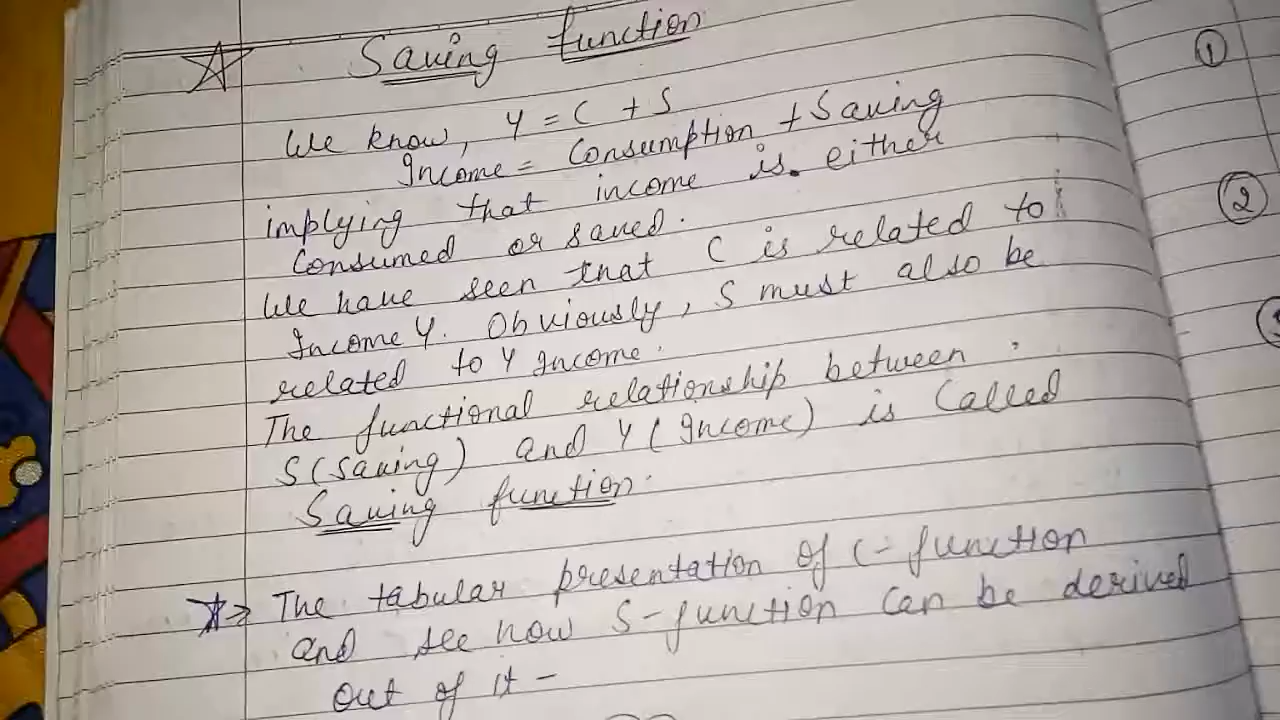 Saving function
We know, Y = C + S
Income = Consumption + Saving
implying that income is either
Consumed or saved.
We have seen that C is related to
Income Y. Obviously, S must also be
related to Y Income.
The functional relationship between
S (Saving) and Y (Income) is Called
Saving function.
The tabular presentation of C-function
and see how S-function can be derived
out of it -
1
2